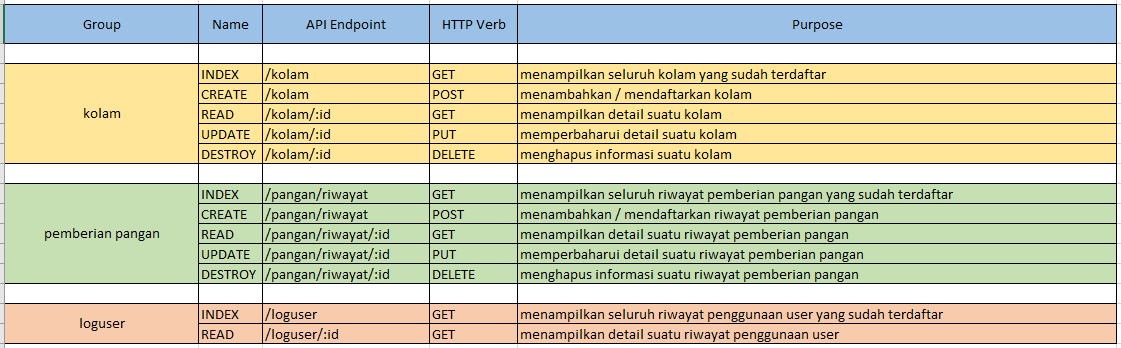 Group Name API Endpoint HTTP Verb Purpose
kolam
INDEX /kolam GET menampilkan seluruh kolam yang sudah terdaftar
CREATE /kolam POST menambahkan / mendaftarkan kolam
READ /kolam/:id GET menampilkan detail suatu kolam
UPDATE /kolam/:id PUT memperbaharui detail suatu kolam
DESTROY /kolam/:id DELETE menghapus informasi suatu kolam
pemberian pangan
INDEX /pangan/riwayat GET menampilkan seluruh riwayat pemberian pangan yang sudah terdaftar
CREATE /pangan/riwayat POST menambahkan / mendaftarkan riwayat pemberian pangan
READ /pangan/riwayat/:id GET menampilkan detail suatu riwayat pemberian pangan
UPDATE /pangan/riwayat/:id PUT memperbaharui detail suatu riwayat pemberian pangan
DESTROY /pangan/riwayat/:id DELETE menghapus informasi suatu riwayat pemberian pangan
loguser
INDEX /loguser GET menampilkan seluruh riwayat penggunaan user yang sudah terdaftar
READ /loguser/:id GET menampilkan detail suatu riwayat penggunaan user